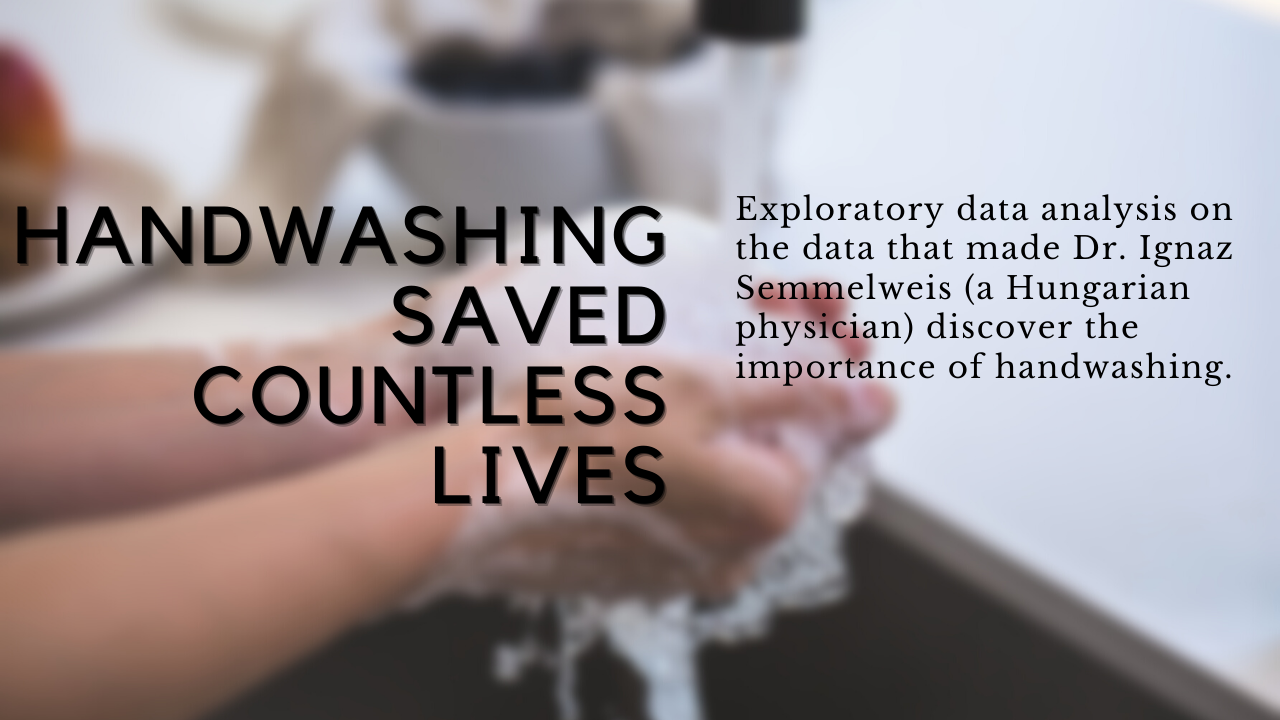 HANDWASHING
SAVED
COUNTLESS
LIVES
Exploratory data analysis on
the data that made Dr. Ignaz
Semmelweis (a Hungarian
physician) discover the
importance of handwashing.